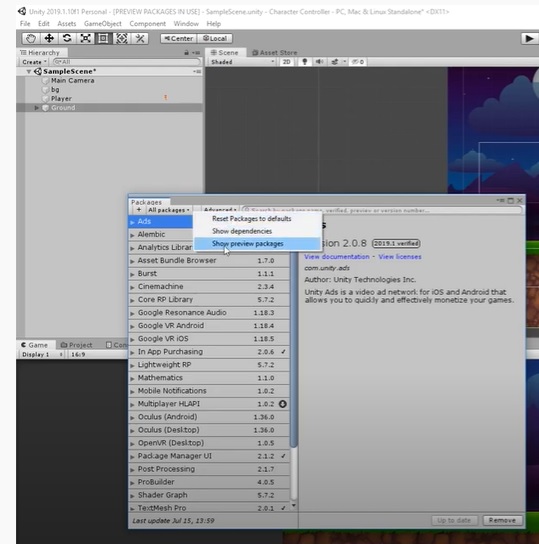 Unity 2019.1.10f1 Personal - [PREVIEW PACKAGES IN USE] - SampleScene.unity - Character Controller - PC, Mac & Linux Standalone* <DX11>
File Edit Assets GameObject Component Window Help
Center Local
Hierarchy Scene Asset Store
Create All Shaded 2D 0
SampleScene*
Main Camera
bg
Player
Ground
Packages
+ All packages Advanced Search by package name, verified, preview or version number...
Ads Reset Packages to defaults
Alembic Show dependencies
Analytics Librar Show preview packages sion 2.0.8 2019.1 verified
View documentation - View licenses
Asset Bundle Browser 1.7.0 com.unity.ads
Burst 1.1.1 Author: Unity Technologies Inc.
Cinemachine 2.3.4 Unity Ads is a video ad network for iOS and Android that
Core RP Library 5.7.2 allows you to quickly and effectively monetize your games.
Google Resonance Audio 1.18.3
Google VR Android 1.18.4
Google VR iOS 1.18.5
Game Project Con
Display 1 16:9
In App Purchasing 2.0.6 ✓
Lightweight RP 5.7.2
Mathematics 1.1.0
Mobile Notifications 1.0.2
Multiplayer HLAPI 1.0.2
Oculus (Android) 1.36.0
Oculus (Desktop) 1.36.0
OpenVR (Desktop) 1.0.5
Package Manager UI 2.1.2 ✓
Post Processing 2.1.7
ProBuilder 4.0.5
Shader Graph 5.7.2
TextMesh Pro 2.0.1 ✓
Last update Jul 15, 13:59 Up to date Remove